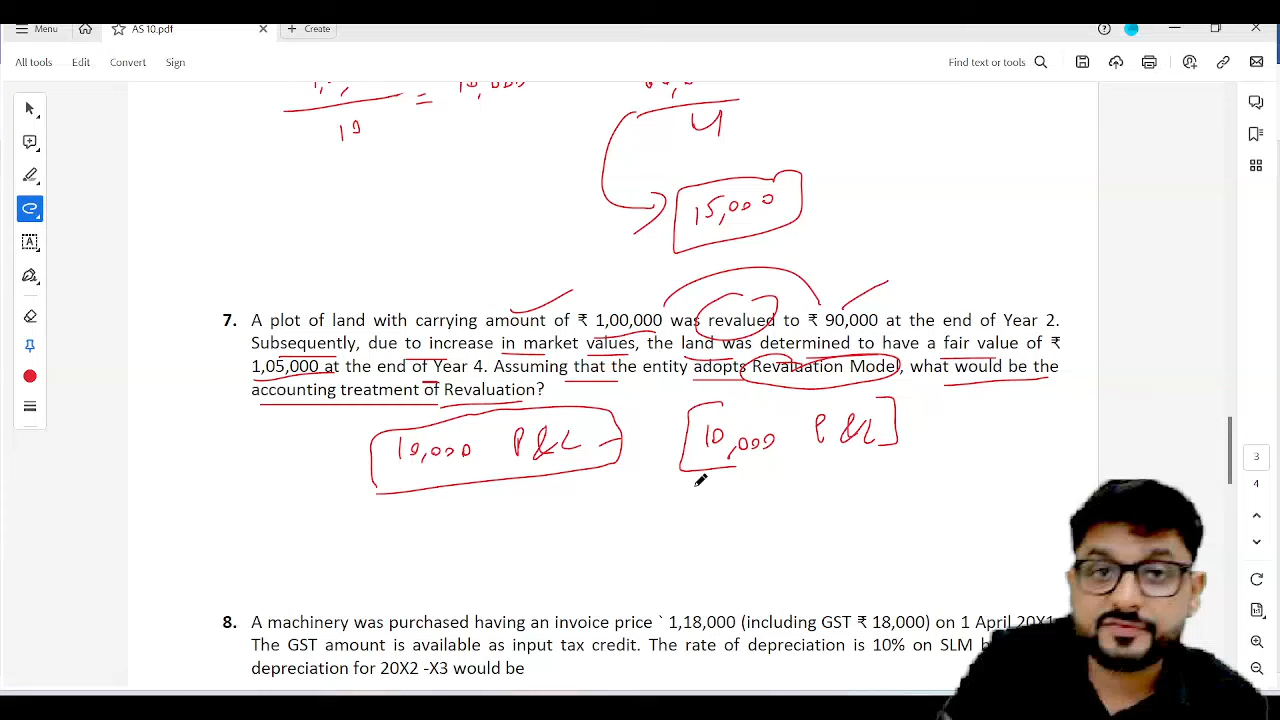 Menu
AS 10.pdf
Create
All tools Edit Convert Sign
Find text or tools
10,000
10
4
15,000
7. A plot of land with carrying amount of ₹ 1,00,000 was revalued to ₹ 90,000 at the end of Year 2.
Subsequently, due to increase in market values, the land was determined to have a fair value of ₹
1,05,000 at the end of Year 4. Assuming that the entity adopts Revaluation Model, what would be the
accounting treatment of Revaluation?
10,000 P&L
10,000 P&L
3
4
8. A machinery was purchased having an invoice price ` 1,18,000 (including GST ₹ 18,000) on 1 April 20X1.
The GST amount is available as input tax credit. The rate of depreciation is 10% on SLM
depreciation for 20X2 -X3 would be